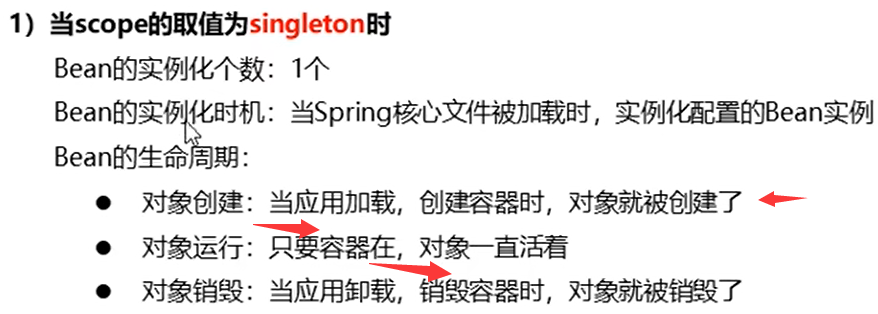 1）当scope的取值为singleton时
Bean的实例化个数：1个
Bean的实例化时机：当Spring核心文件被加载时，实例化配置的Bean实例
Bean的生命周期：
● 对象创建：当应用加载，创建容器时，对象就被创建了
● 对象运行：只要容器在，对象一直活着
● 对象销毁：当应用卸载，销毁容器时，对象就被销毁了